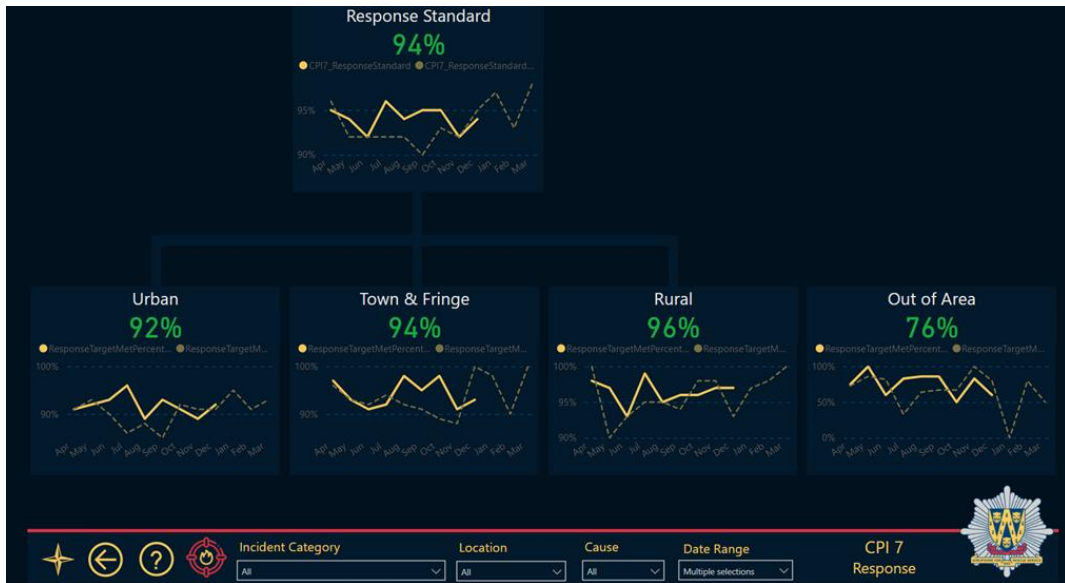 Response Standard
94%
CPI7_ResponseStandard CPI7_ResponseStandard...
95%
90%
Apr May Jun Jul Aug Sep Oct Nov Dec Jan Feb Mar
Urban
92%
ResponseTargetMetPercent... ResponseTargetM...
100%
90%
Apr May Jun Jul Aug Sep Oct Nov Dec Jan Feb Mar
Town & Fringe
94%
ResponseTargetMetPercent... ResponseTargetM...
100%
90%
Apr May Jun Jul Aug Sep Oct Nov Dec Jan Feb Mar
Rural
96%
ResponseTargetMetPercent... ResponseTargetM...
100%
95%
90%
Apr May Jun Jul Aug Sep Oct Nov Dec Jan Feb Mar
Out of Area
76%
ResponseTargetMetPercent... ResponseTargetM...
100%
50%
0%
Apr May Jun Jul Aug Sep Oct Nov Dec Jan Feb Mar
?
Incident Category
All
Location
All
Cause
All
Date Range
Multiple selections
CPI 7
Response